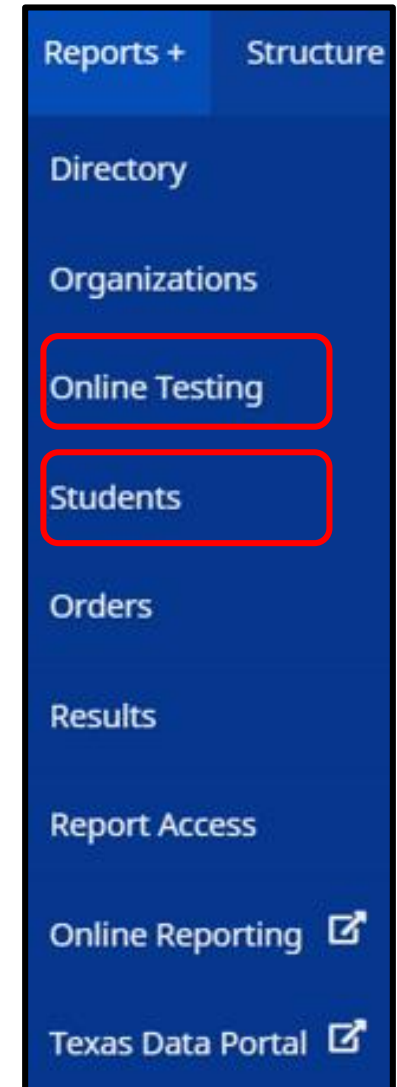 Reports + Structure
Directory
Organizations
Online Testing
Students
Orders
Results
Report Access
Online Reporting
Texas Data Portal